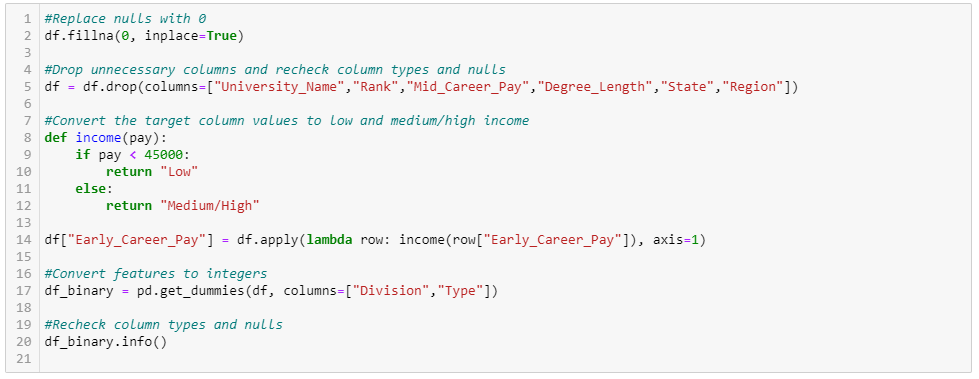 1 #Replace nulls with 0
2 df.fillna(0, inplace=True)
3
4 #Drop unnecessary columns and recheck column types and nulls
5 df = df.drop(columns=["University_Name","Rank","Mid_Career_Pay","Degree_Length","State","Region"])
6
7 #Convert the target column values to low and medium/high income
8 def income(pay):
9     if pay < 45000:
10         return "Low"
11     else:
12         return "Medium/High"
13
14 df["Early_Career_Pay"] = df.apply(lambda row: income(row["Early_Career_Pay"]), axis=1)
15
16 #Convert features to integers
17 df_binary = pd.get_dummies(df, columns=["Division","Type"])
18
19 #Recheck column types and nulls
20 df_binary.info()
21